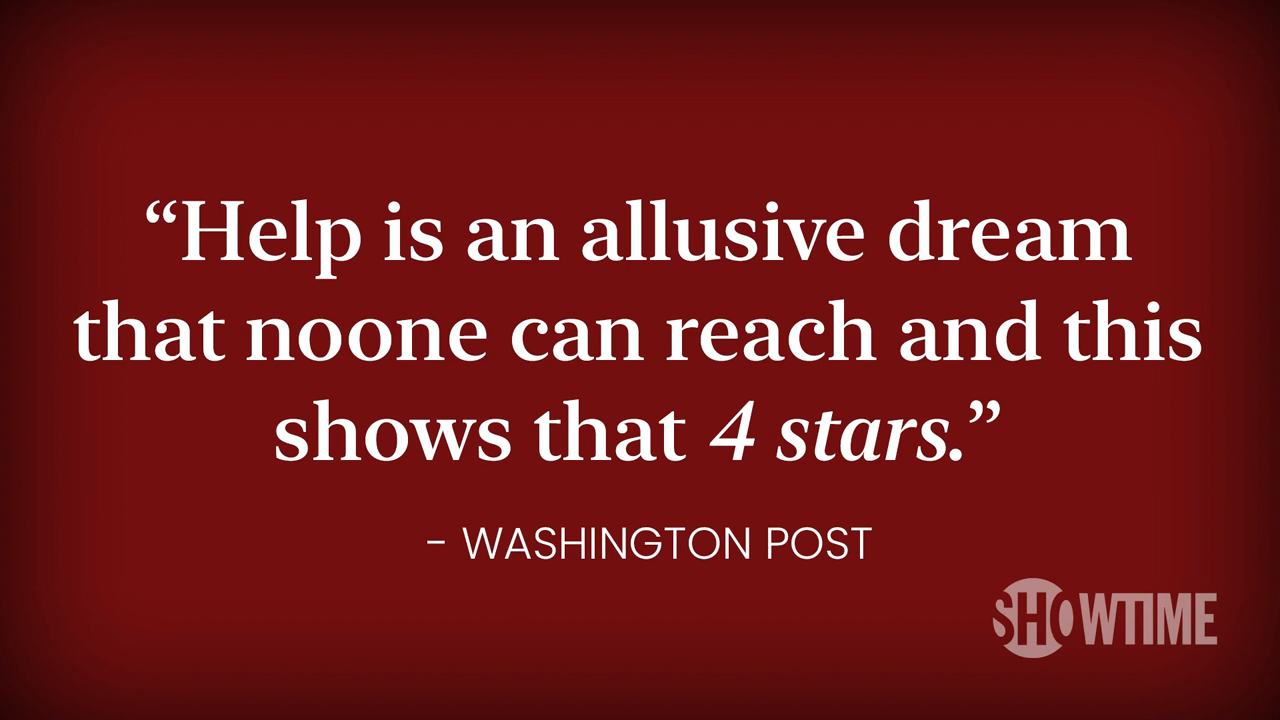 “Help is an allusive dream
that noone can reach and this
shows that 4 stars.”
- WASHINGTON POST
SHOWTIME